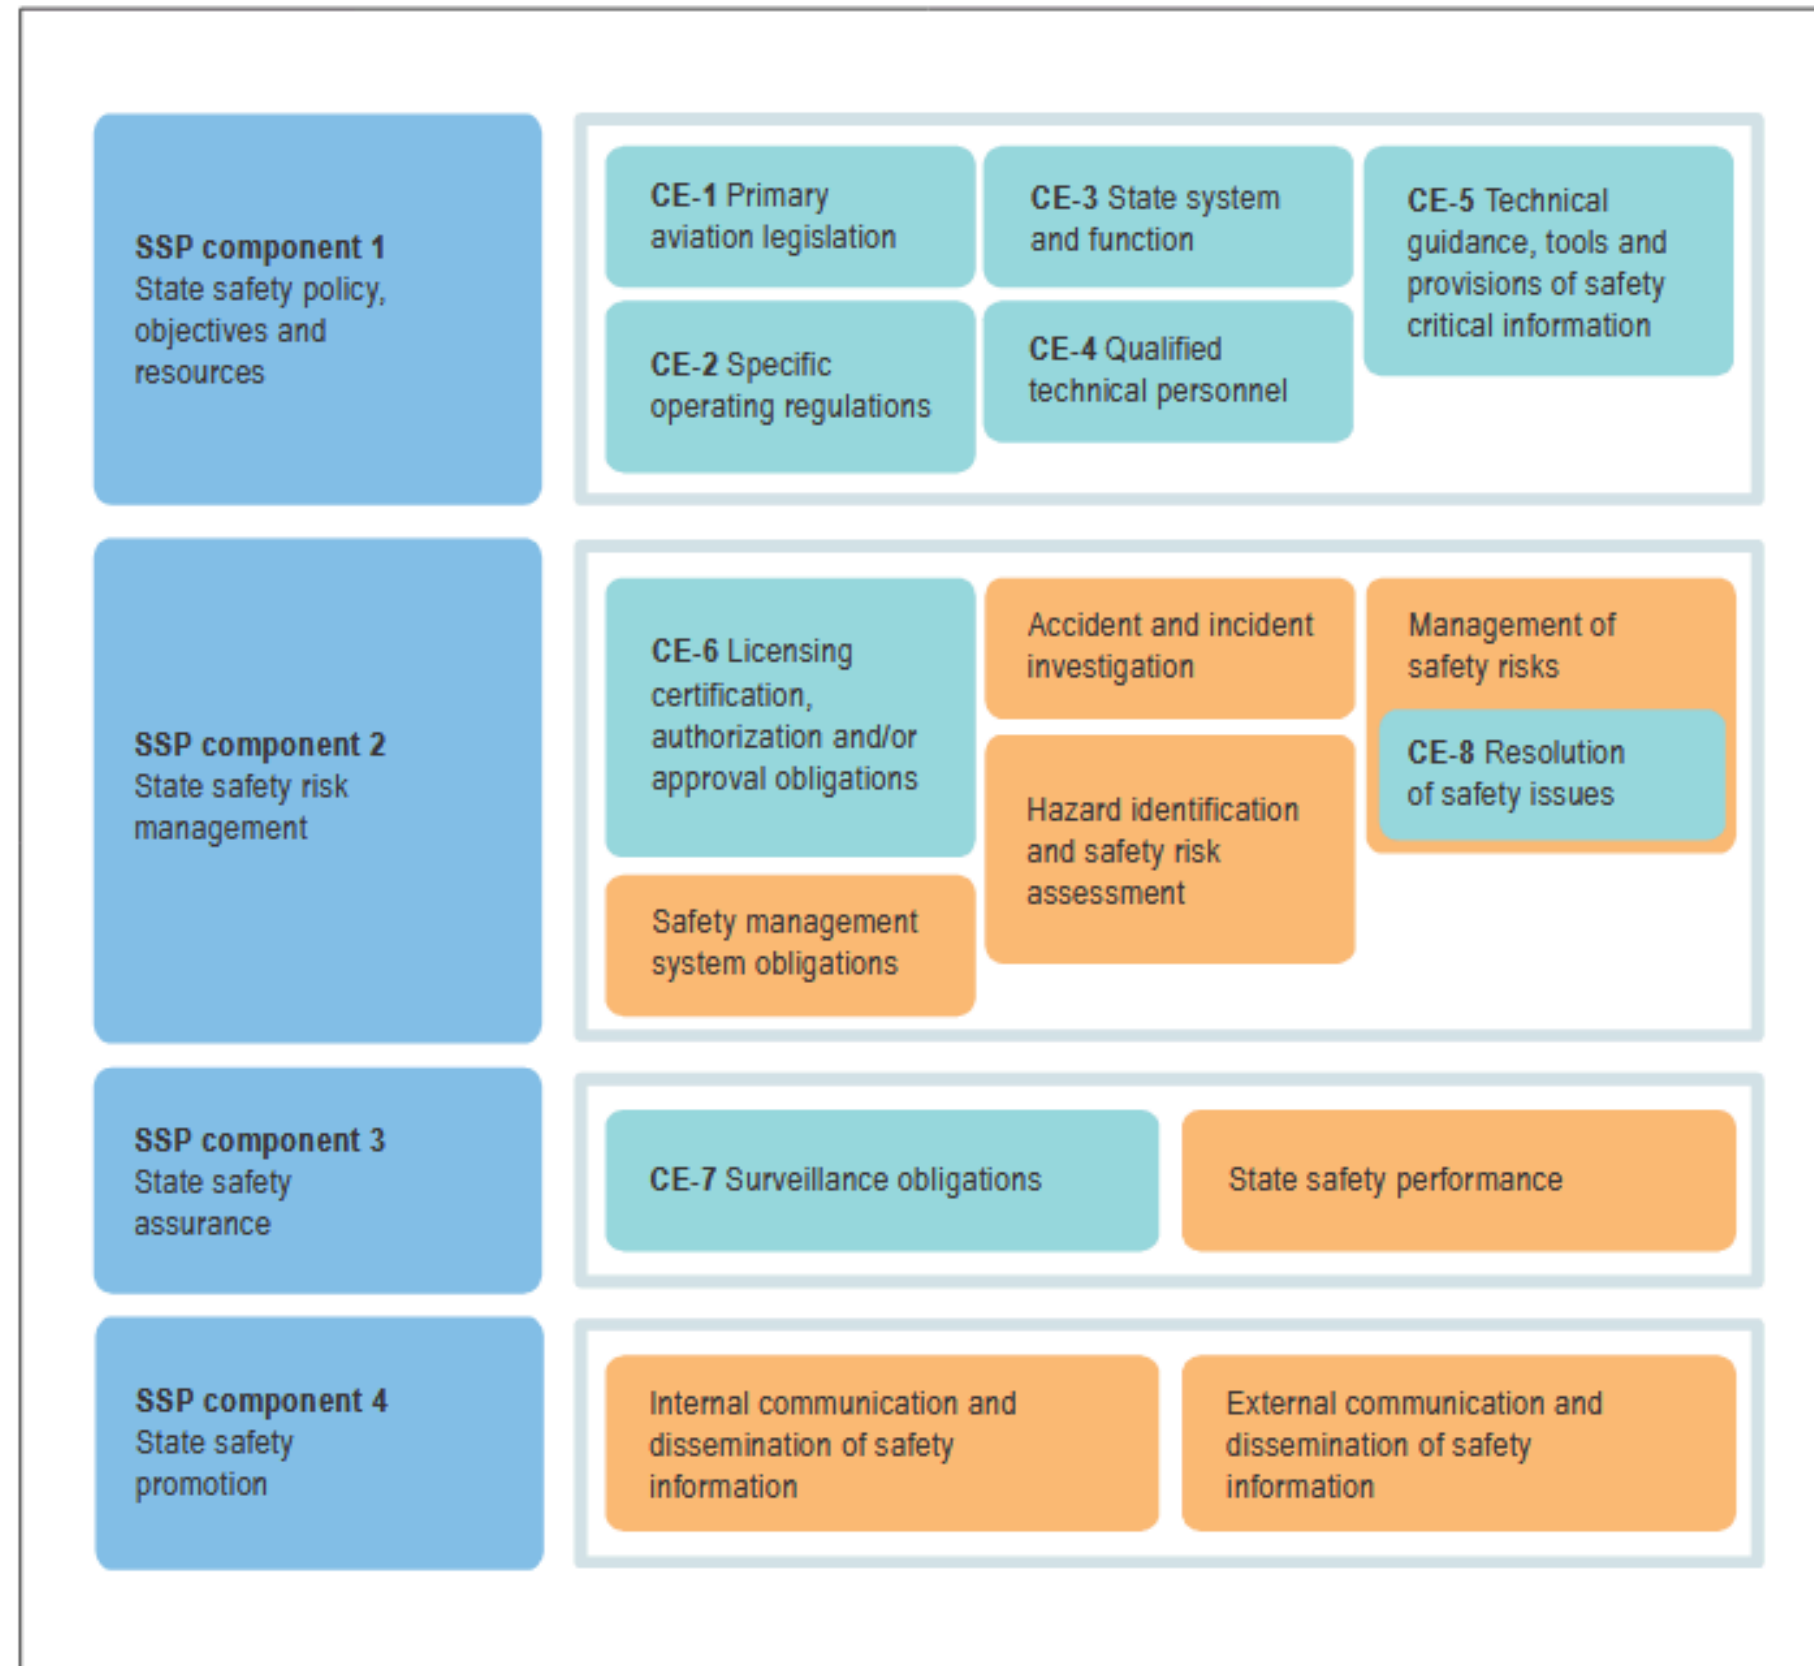 SSP component 1
State safety policy,
objectives and
resources
CE-1 Primary
aviation legislation
CE-2 Specific
operating regulations
CE-3 State system
and function
CE-4 Qualified
technical personnel
CE-5 Technical
guidance, tools and
provisions of safety
critical information
SSP component 2
State safety risk
management
CE-6 Licensing
certification,
authorization and/or
approval obligations
Safety management
system obligations
Accident and incident
investigation
Hazard identification
and safety risk
assessment
Management of
safety risks
CE-8 Resolution
of safety issues
SSP component 3
State safety
assurance
CE-7 Surveillance obligations
State safety performance
SSP component 4
State safety
promotion
Internal communication and
dissemination of safety
information
External communication and
dissemination of safety
information